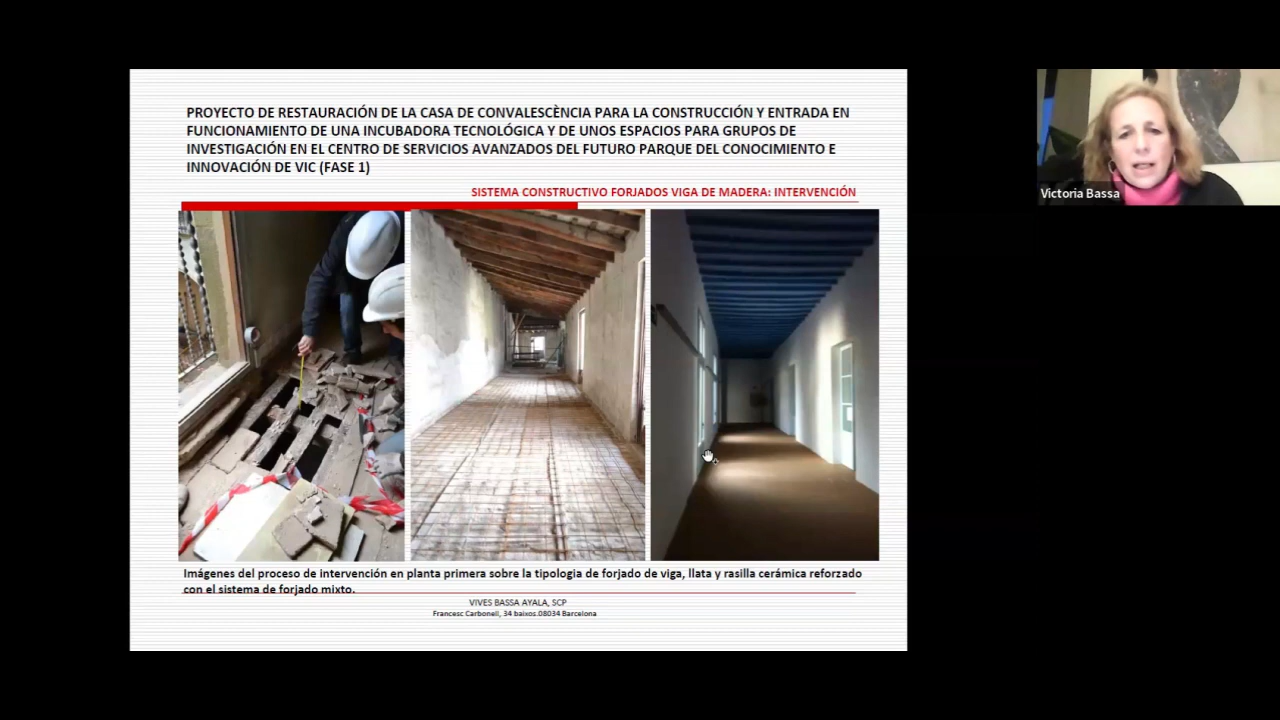 PROYECTO DE RESTAURACIÓN DE LA CASA DE CONVALESCÈNCIA PARA LA CONSTRUCCIÓN Y ENTRADA EN
FUNCIONAMIENTO DE UNA INCUBADORA TECNOLÓGICA Y DE UNOS ESPACIOS PARA GRUPOS DE
INVESTIGACIÓN EN EL CENTRO DE SERVICIOS AVANZADOS DEL FUTURO PARQUE DEL CONOCIMIENTO E
INNOVACIÓN DE VIC (FASE 1)
SISTEMA CONSTRUCTIVO FORJADOS VIGA DE MADERA: INTERVENCIÓN
Victoria Bassa
Imágenes del proceso de intervención en planta primera sobre la tipologia de forjado de viga, llata y rasilla cerámica reforzado
con el sistema de forjado mixto.
VIVES BASSA AYALA, SCP
Francesc Carbonell, 34 baixos.08034 Barcelona